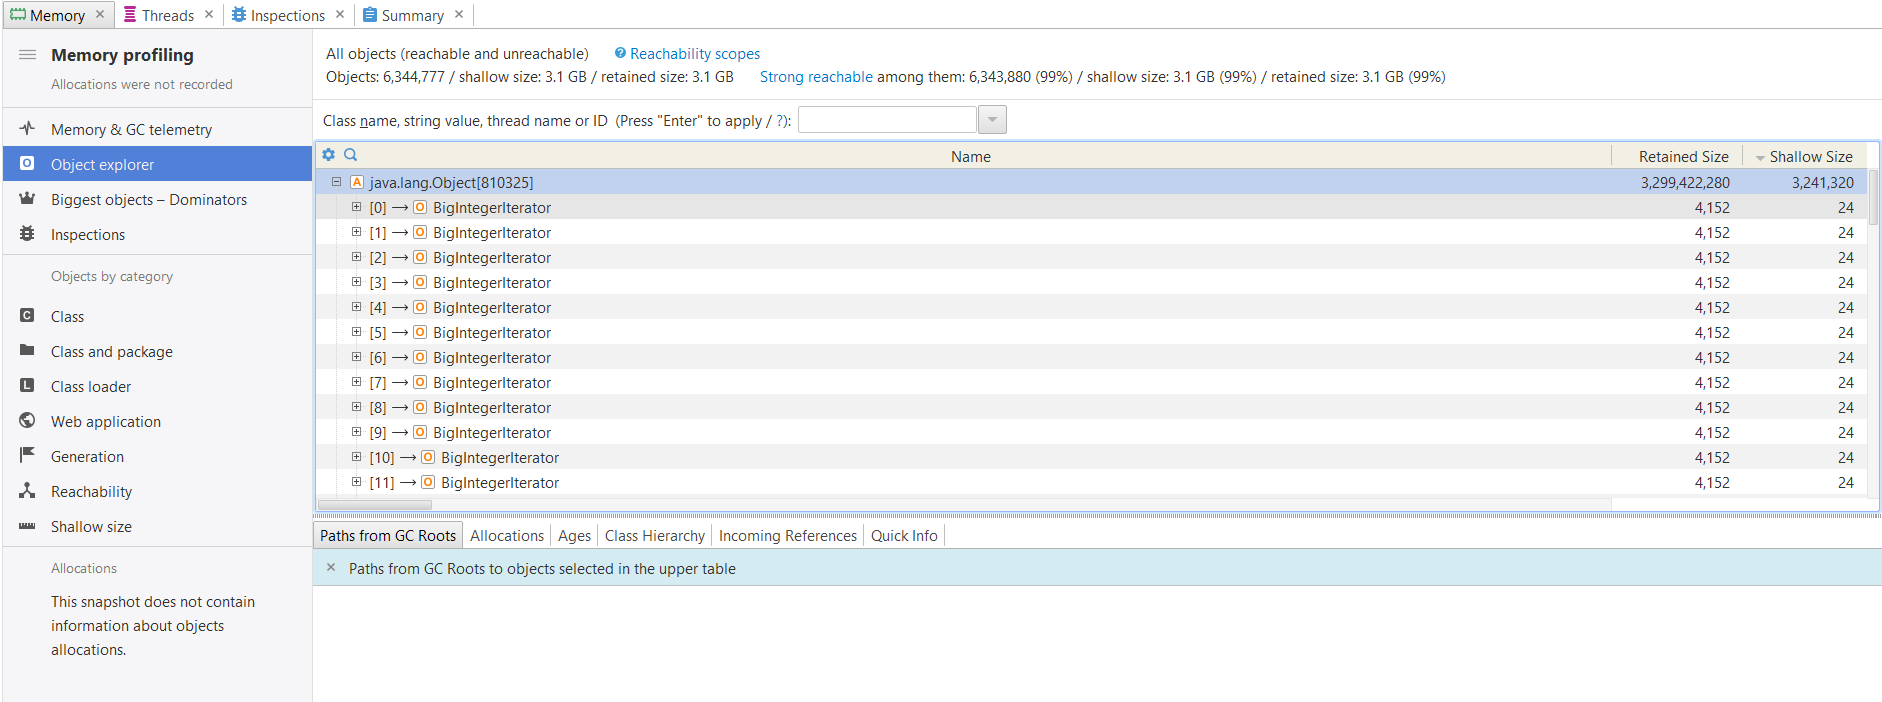 Memory × Threads × Inspections × Summary ×
Memory profiling
Allocations were not recorded
Memory & GC telemetry
Object explorer
Biggest objects – Dominators
Inspections
Objects by category
Class
Class and package
Class loader
Web application
Generation
Reachability
Shallow size
Allocations
This snapshot does not contain
information about objects
allocations.
All objects (reachable and unreachable) Reachability scopes
Objects: 6,344,777 / shallow size: 3.1 GB / retained size: 3.1 GB Strong reachable among them: 6,343,880 (99%) / shallow size: 3.1 GB (99%) / retained size: 3.1 GB (99%)
Class name, string value, thread name or ID (Press "Enter" to apply / ?):
Name Retained Size Shallow Size
java.lang.Object[810325] 3,299,422,280 3,241,320
[0] → BigIntegerIterator 4,152 24
[1] → BigIntegerIterator 4,152 24
[2] → BigIntegerIterator 4,152 24
[3] → BigIntegerIterator 4,152 24
[4] → BigIntegerIterator 4,152 24
[5] → BigIntegerIterator 4,152 24
[6] → BigIntegerIterator 4,152 24
[7] → BigIntegerIterator 4,152 24
[8] → BigIntegerIterator 4,152 24
[9] → BigIntegerIterator 4,152 24
[10] → BigIntegerIterator 4,152 24
[11] → BigIntegerIterator 4,152 24
Paths from GC Roots Allocations Ages Class Hierarchy Incoming References Quick Info
× Paths from GC Roots to objects selected in the upper table